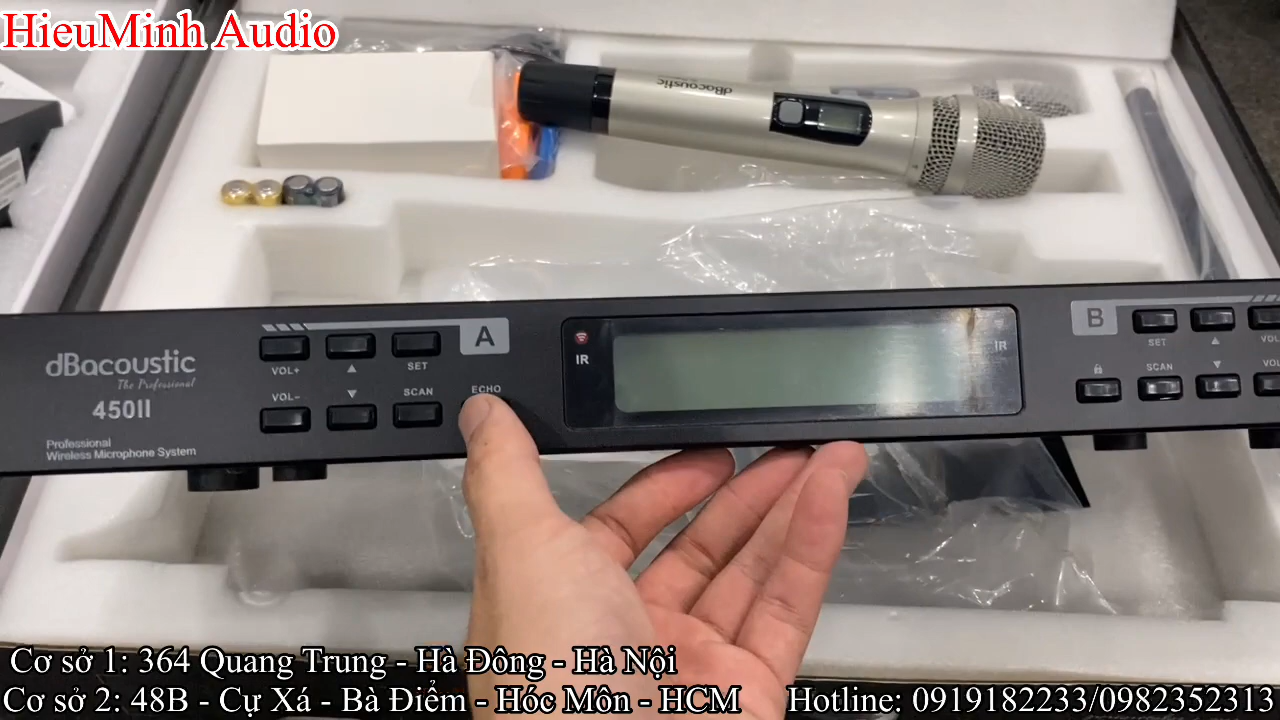 HieuMinh Audio
dBacoustic
dBacoustic
The Professional
450II
Professional
Wireless Microphone System
VOL+
▲
SET
A
VOL-
▼
SCAN
ECHO
IR
IR
B
SET
▲
SCAN
▼
Cơ sở 1: 364 Quang Trung - Hà Đông - Hà Nội
Cơ sở 2: 48B - Cự Xá - Bà Điểm - Hóc Môn - HCM
Hotline: 0919182233/0982352313